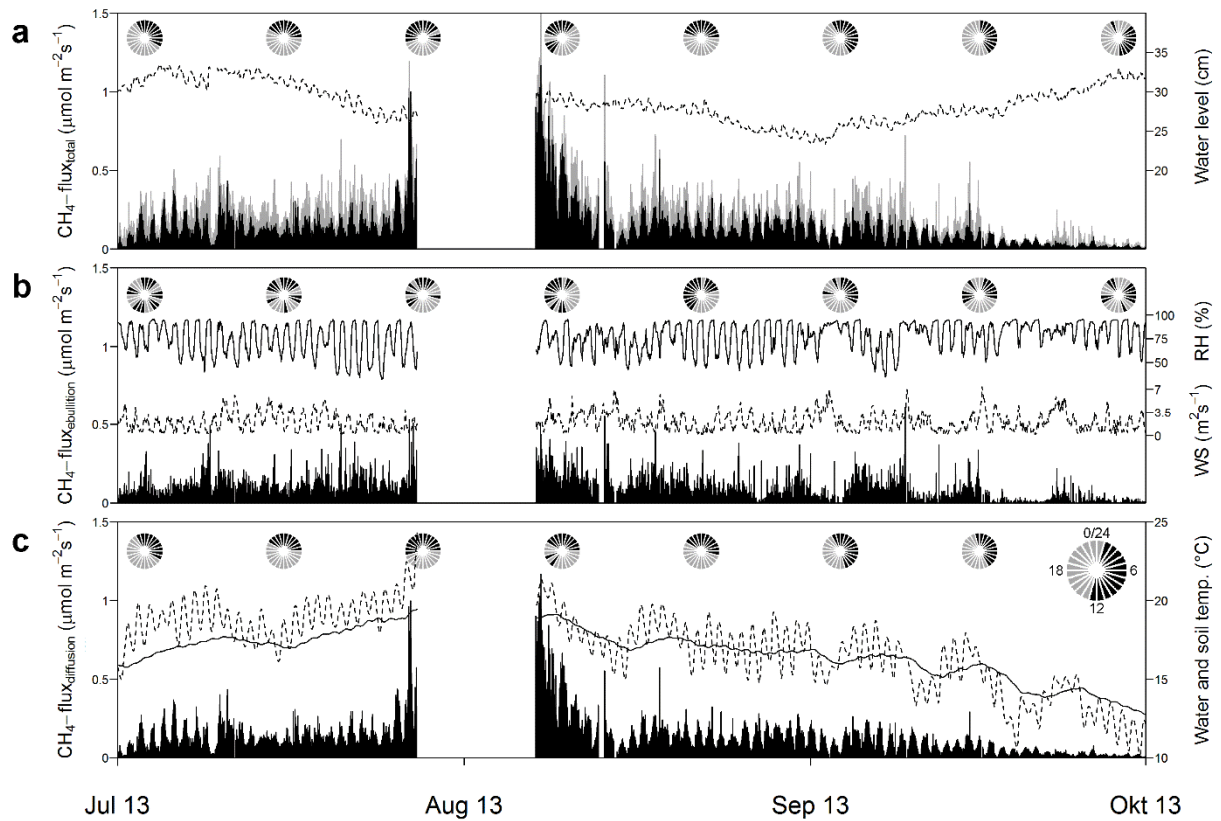 a
CH₄−flux_total (μmol m⁻²s⁻¹)
1.5
1
0.5
0
35
30
25
20
Water level (cm)
b
CH₄−flux_ebullition (μmol m⁻²s⁻¹)
1.5
1
0.5
0
100
75
50
RH (%)
7
3.5
0
WS (m²s⁻¹)
c
CH₄−flux_diffusion (μmol m⁻²s⁻¹)
1.5
1
0.5
0
0/24
18
6
12
25
20
15
10
Water and soil temp. (°C)
Jul 13
Aug 13
Sep 13
Okt 13